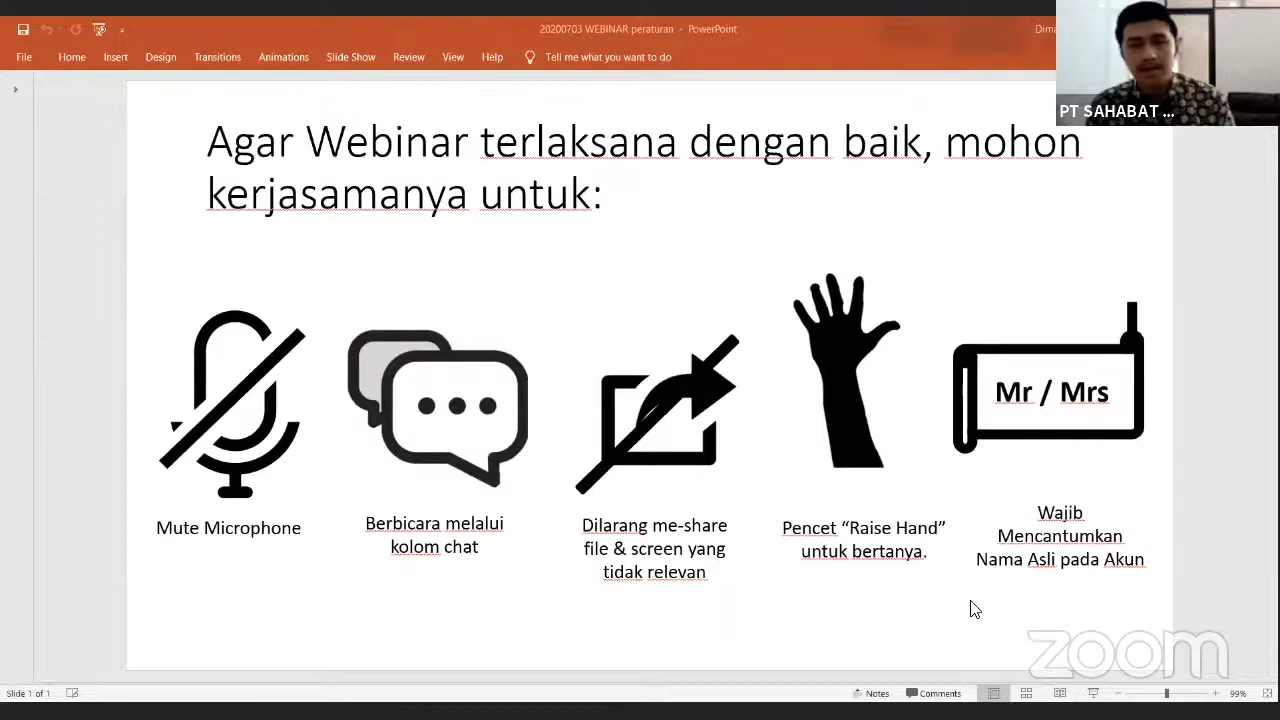 20200703 WEBINAR peraturan - PowerPoint
Dima
File Home Insert Design Transitions Animations Slide Show Review View Help Tell me what you want to do
PT SAHABAT ...
Agar Webinar terlaksana dengan baik, mohon
kerjasamanya untuk:
Mr / Mrs
Mute Microphone
Berbicara melalui
kolom chat
Dilarang me-share
file & screen yang
tidak relevan
Pencet “Raise Hand”
untuk bertanya.
Wajib
Mencantumkan
Nama Asli pada Akun
zoom
Slide 1 of 1
Notes Comments 99%